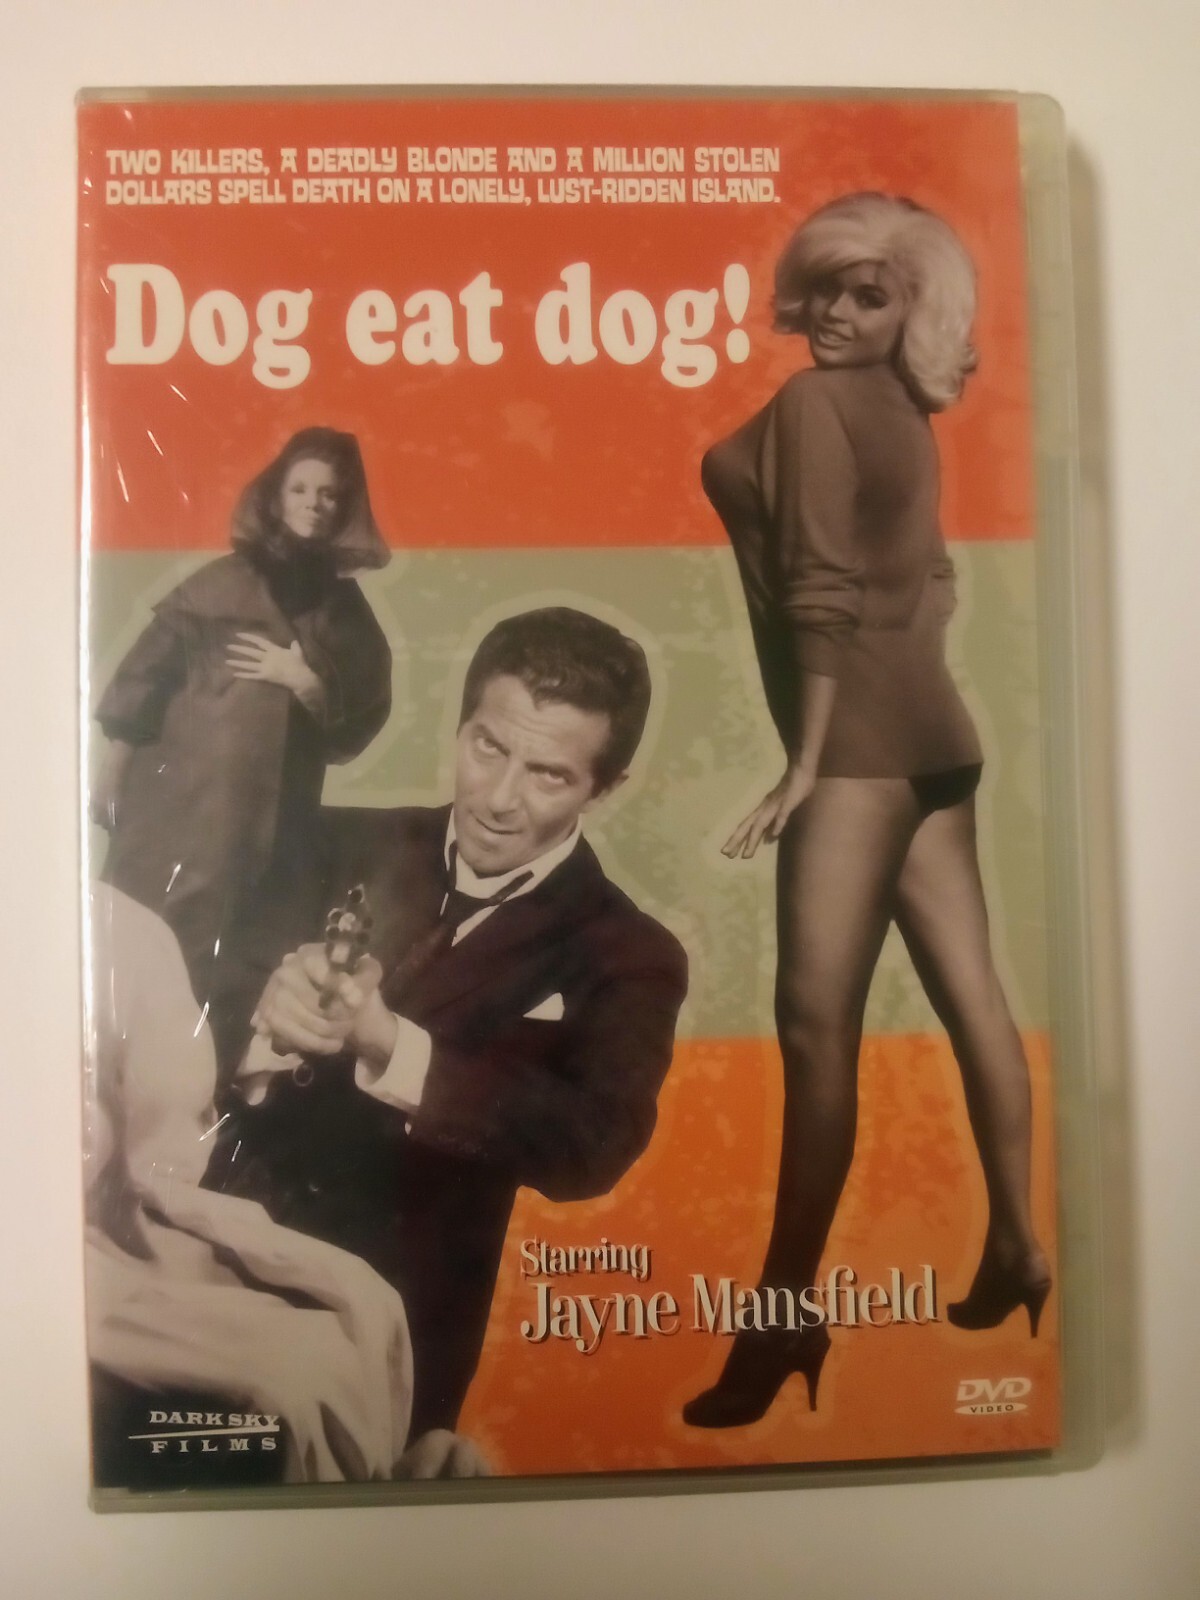 TWO KILLERS, A DEADLY BLONDE AND A MILLION STOLEN
DOLLARS SPELL DEATH ON A LONELY, LUST-RIDDEN ISLAND.
Dog eat dog!
Starring
Jayne Mansfield
DARK SKY
FILMS
DVD
VIDEO